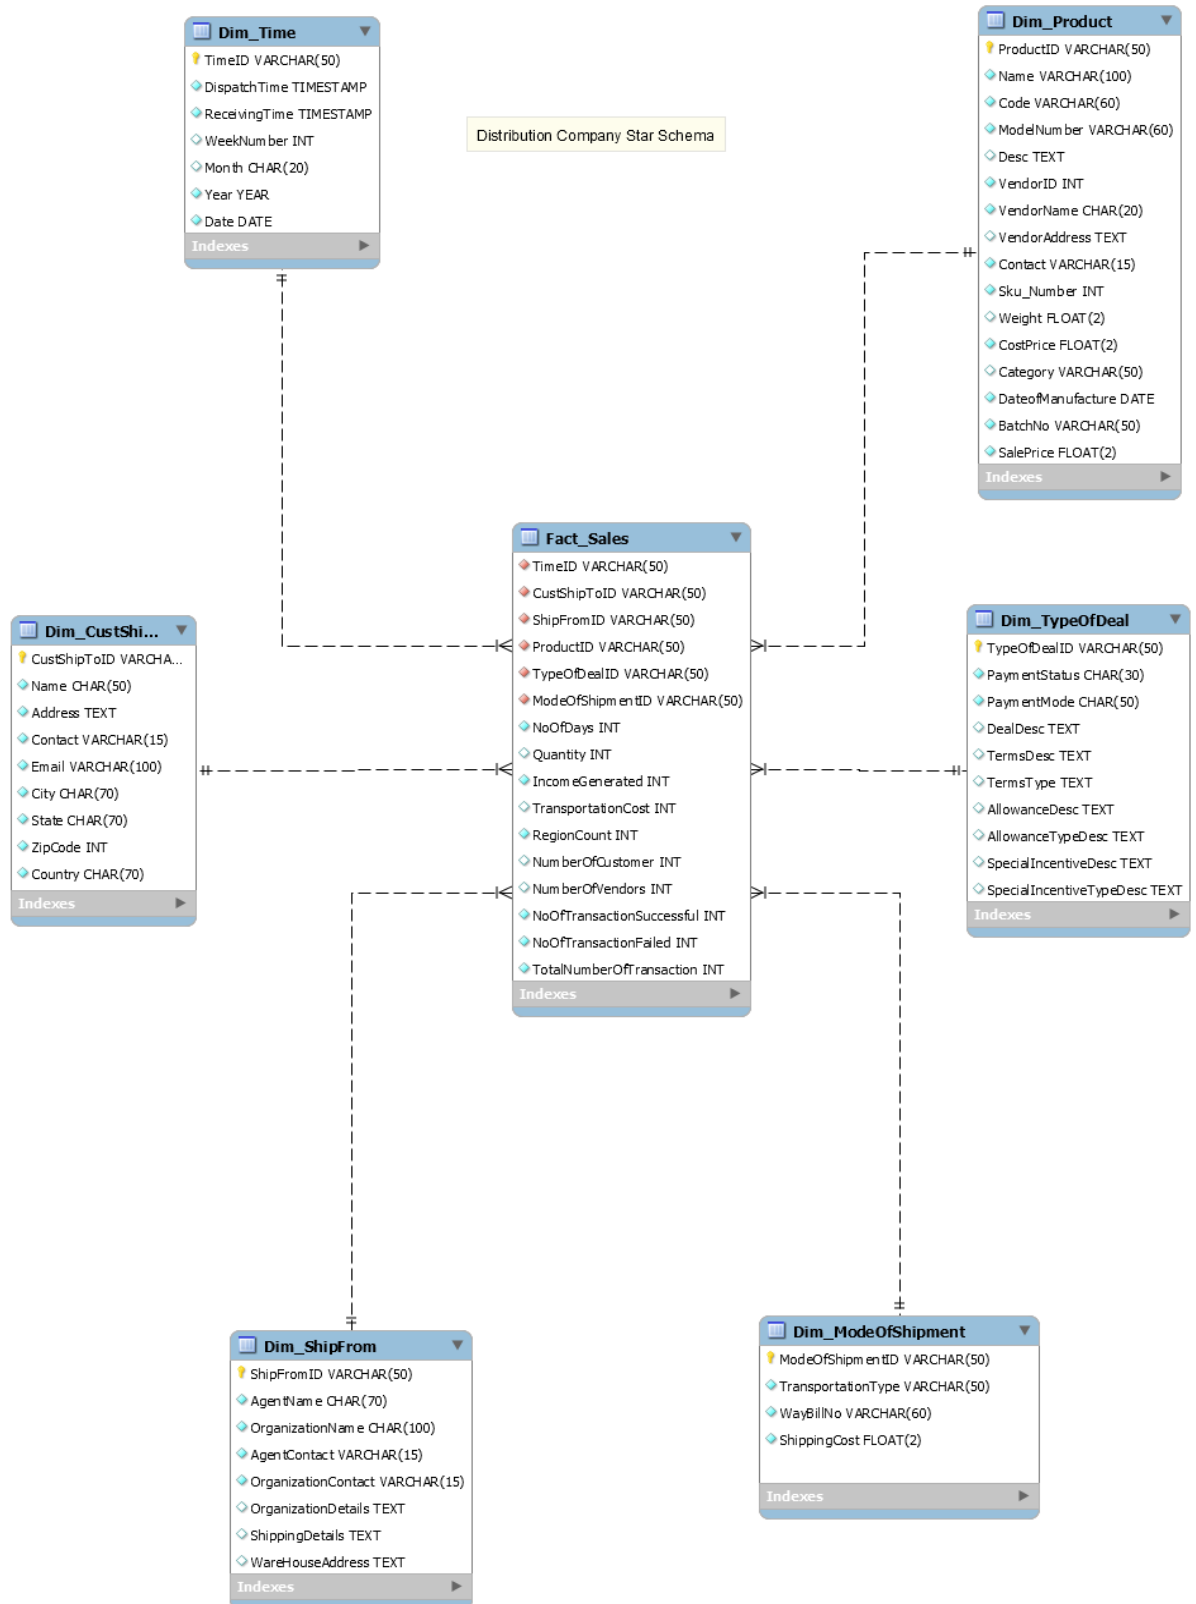 Dim_Time
TimeID VARCHAR(50)
DispatchTime TIMESTAMP
ReceivingTime TIMESTAMP
WeekNumber INT
Month CHAR(20)
Year YEAR
Date DATE
Indexes
Distribution Company Star Schema
Dim_Product
ProductID VARCHAR(50)
Name VARCHAR(100)
Code VARCHAR(60)
ModelNumber VARCHAR(60)
Desc TEXT
VendorID INT
VendorName CHAR(20)
VendorAddress TEXT
Contact VARCHAR(15)
Sku_Number INT
Weight FLOAT(2)
CostPrice FLOAT(2)
Category VARCHAR(50)
DateofManufacture DATE
BatchNo VARCHAR(50)
SalePrice FLOAT(2)
Indexes
Fact_Sales
TimeID VARCHAR(50)
CustShipToID VARCHAR(50)
ShipFromID VARCHAR(50)
ProductID VARCHAR(50)
TypeOfDealID VARCHAR(50)
ModeOfShipmentID VARCHAR(50)
NoOfDays INT
Quantity INT
IncomeGenerated INT
TransportationCost INT
RegionCount INT
NumberOfCustomer INT
NumberOfVendors INT
NoOfTransactionSuccessful INT
NoOfTransactionFailed INT
TotalNumberOfTransaction INT
Indexes
Dim_CustShi...
CustShipToID VARCHA...
Name CHAR(50)
Address TEXT
Contact VARCHAR(15)
Email VARCHAR(100)
City CHAR(70)
State CHAR(70)
ZipCode INT
Country CHAR(70)
Indexes
Dim_TypeOfDeal
TypeOfDealID VARCHAR(50)
PaymentStatus CHAR(30)
PaymentMode CHAR(50)
DealDesc TEXT
TermsDesc TEXT
TermsType TEXT
AllowanceDesc TEXT
AllowanceTypeDesc TEXT
SpecialIncentiveDesc TEXT
SpecialIncentiveTypeDesc TEXT
Indexes
Dim_ShipFrom
ShipFromID VARCHAR(50)
AgentName CHAR(70)
OrganizationName CHAR(100)
AgentContact VARCHAR(15)
OrganizationContact VARCHAR(15)
OrganizationDetails TEXT
ShippingDetails TEXT
WareHouseAddress TEXT
Indexes
Dim_ModeOfShipment
ModeOfShipmentID VARCHAR(50)
TransportationType VARCHAR(50)
WayBillNo VARCHAR(60)
ShippingCost FLOAT(2)
Indexes